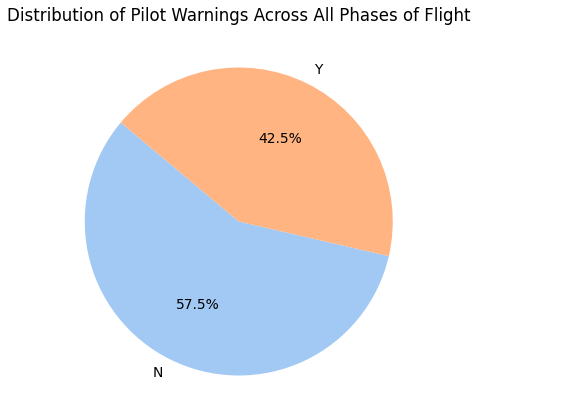 Distribution of Pilot Warnings Across All Phases of Flight
Y
42.5%
57.5%
N